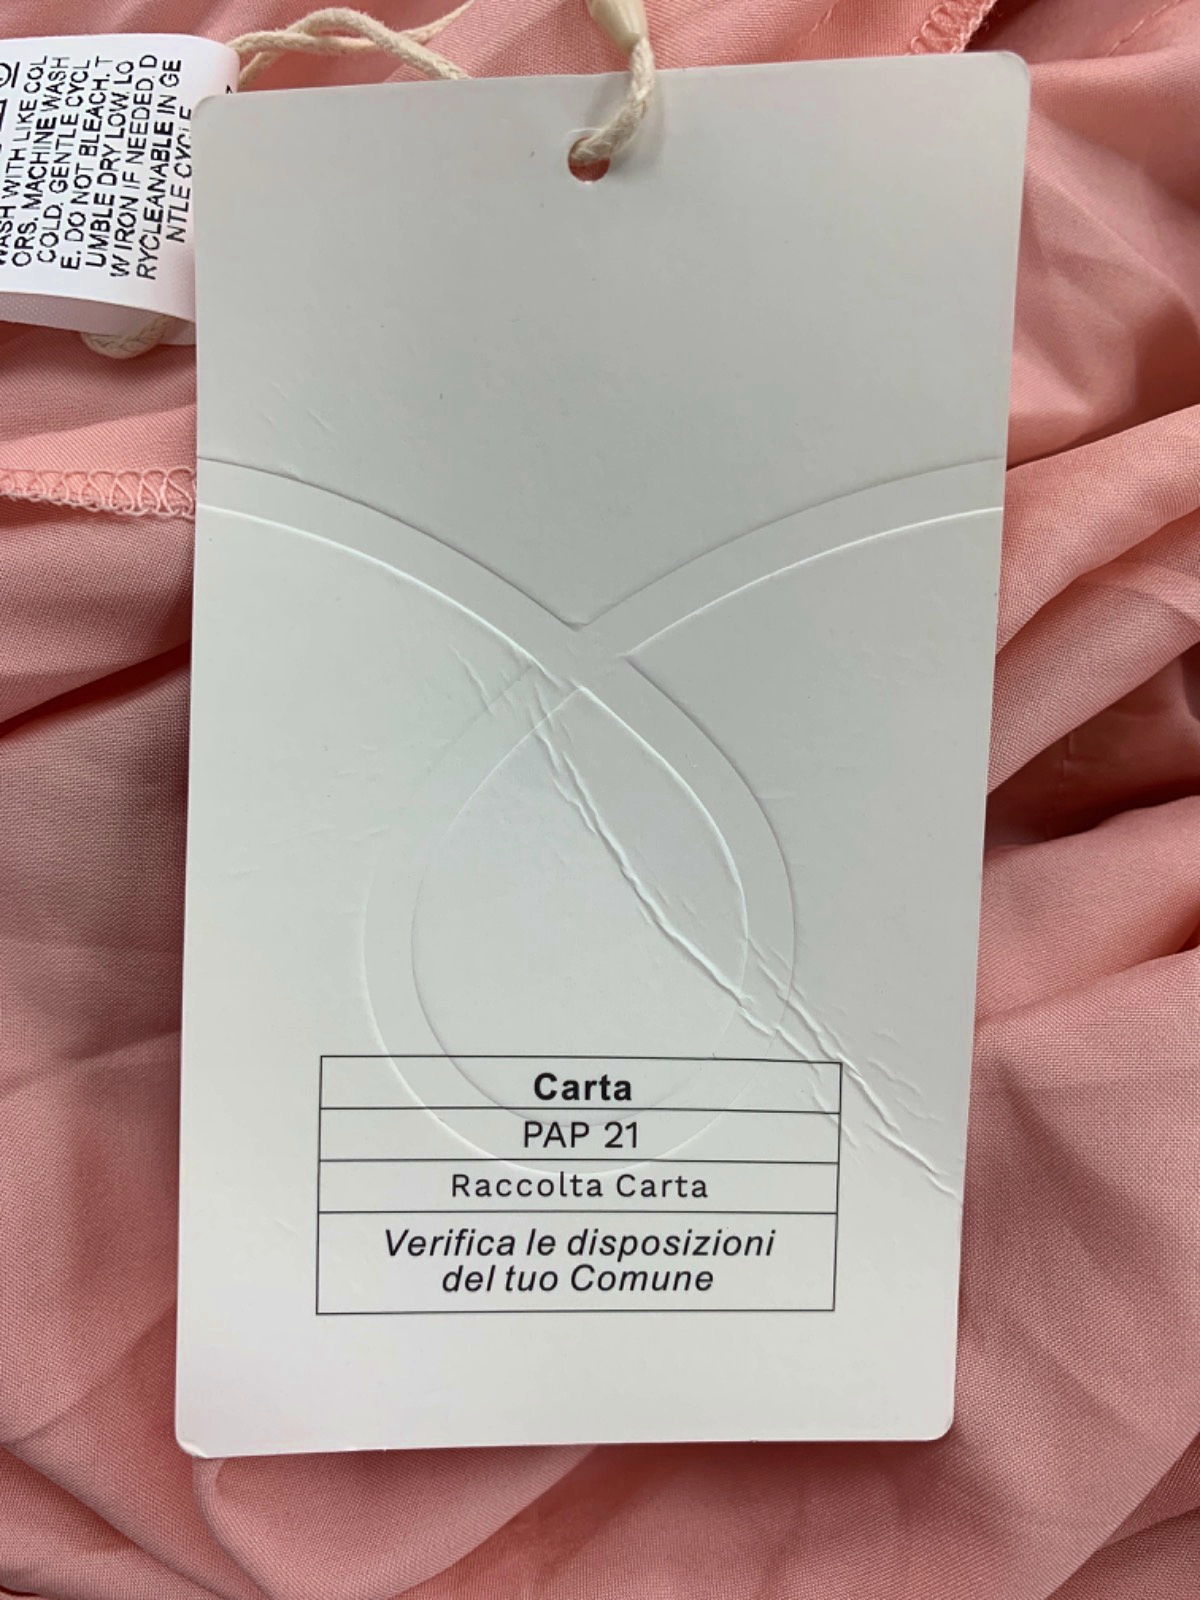 WASH WITH LIKE COL
ORS. MACHINE WASH
COLD. GENTLE CYCL
E. DO NOT BLEACH. T
UMBLE DRY LOW. LO
W IRON IF NEEDED. D
RYCLEANABLE IN GE
NTLE CYCLE
Carta
PAP 21
Raccolta Carta
Verifica le disposizioni
del tuo Comune